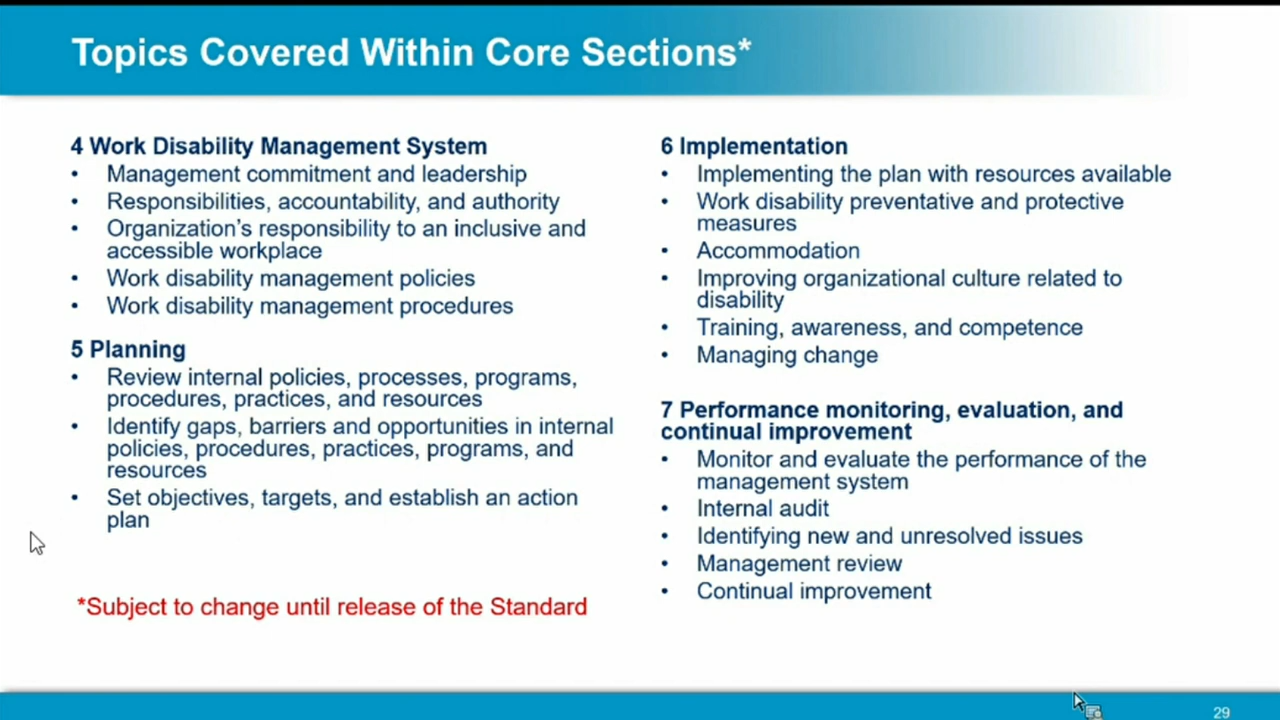 Topics Covered Within Core Sections*
4 Work Disability Management System
• Management commitment and leadership
• Responsibilities, accountability, and authority
• Organization's responsibility to an inclusive and
accessible workplace
• Work disability management policies
• Work disability management procedures
5 Planning
• Review internal policies, processes, programs,
procedures, practices, and resources
• Identify gaps, barriers and opportunities in internal
policies, procedures, practices, programs, and
resources
• Set objectives, targets, and establish an action
plan
*Subject to change until release of the Standard
6 Implementation
• Implementing the plan with resources available
• Work disability preventative and protective
measures
• Accommodation
• Improving organizational culture related to
disability
• Training, awareness, and competence
• Managing change
7 Performance monitoring, evaluation, and
continual improvement
• Monitor and evaluate the performance of the
management system
• Internal audit
• Identifying new and unresolved issues
• Management review
• Continual improvement
29